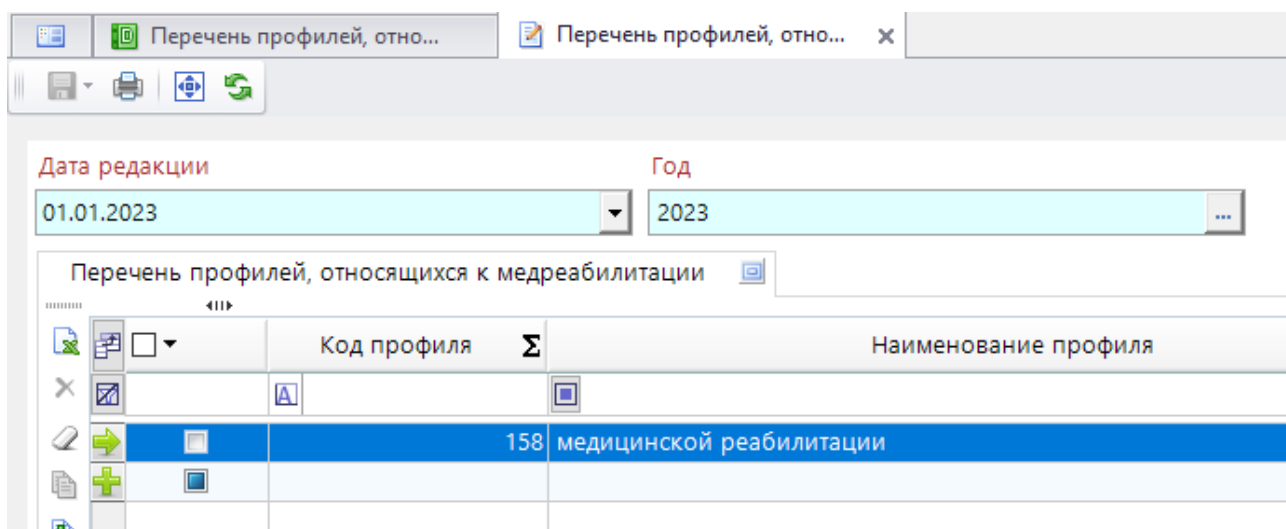 Перечень профилей, отно... Перечень профилей, отно...
Дата редакции Год
01.01.2023 2023 ...
Перечень профилей, относящихся к медреабилитации
Код профиля Σ Наименование профиля
A
158 медицинской реабилитации